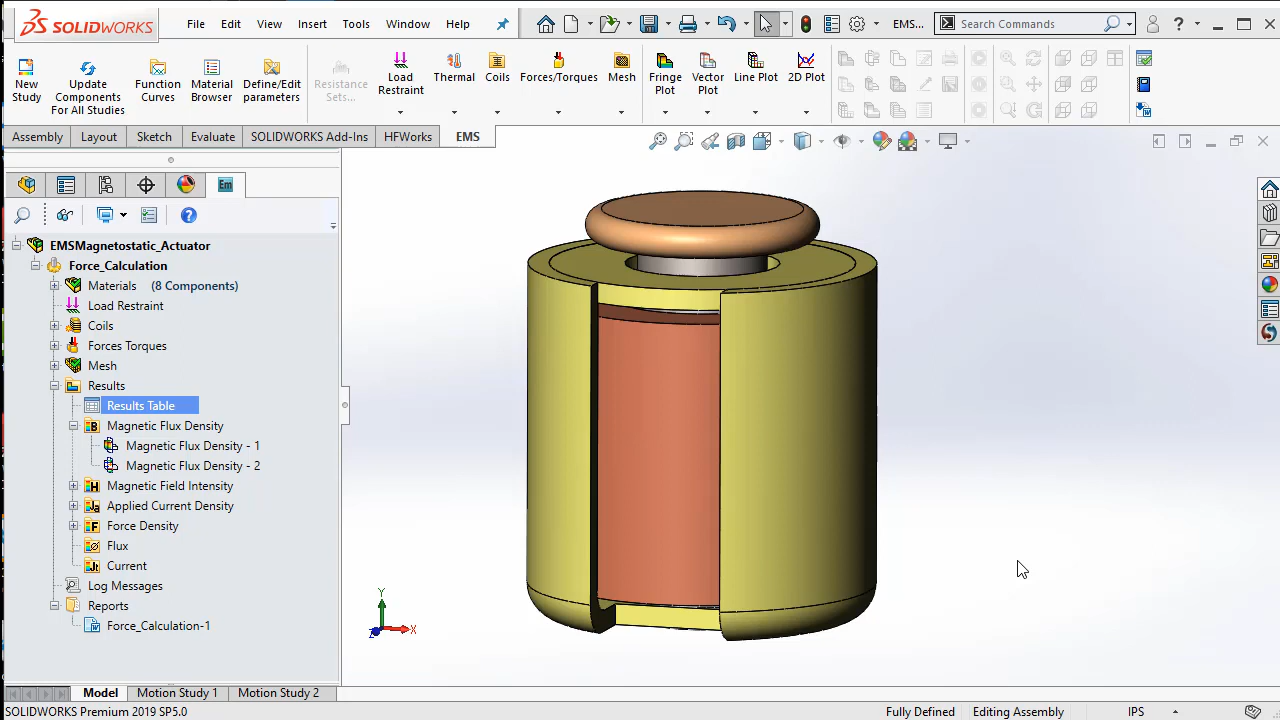 SOLIDWORKS
File Edit View Insert Tools Window Help
EMS...
Search Commands
New Study
Update Components For All Studies
Function Curves
Material Browser
Define/Edit parameters
Resistance Sets...
Load Restraint
Thermal
Coils
Forces/Torques
Mesh
Fringe Plot
Vector Plot
Line Plot
2D Plot
Assembly Layout Sketch Evaluate SOLIDWORKS Add-Ins HFWorks EMS
Em
EMSMagnetostatic_Actuator
Force_Calculation
Materials (8 Components)
Load Restraint
Coils
Forces Torques
Mesh
Results
Results Table
Magnetic Flux Density
Magnetic Flux Density - 1
Magnetic Flux Density - 2
Magnetic Field Intensity
Applied Current Density
Force Density
Flux
Current
Log Messages
Reports
Force_Calculation-1
Y
X
Z
Model Motion Study 1 Motion Study 2
SOLIDWORKS Premium 2019 SP5.0 Fully Defined Editing Assembly IPS